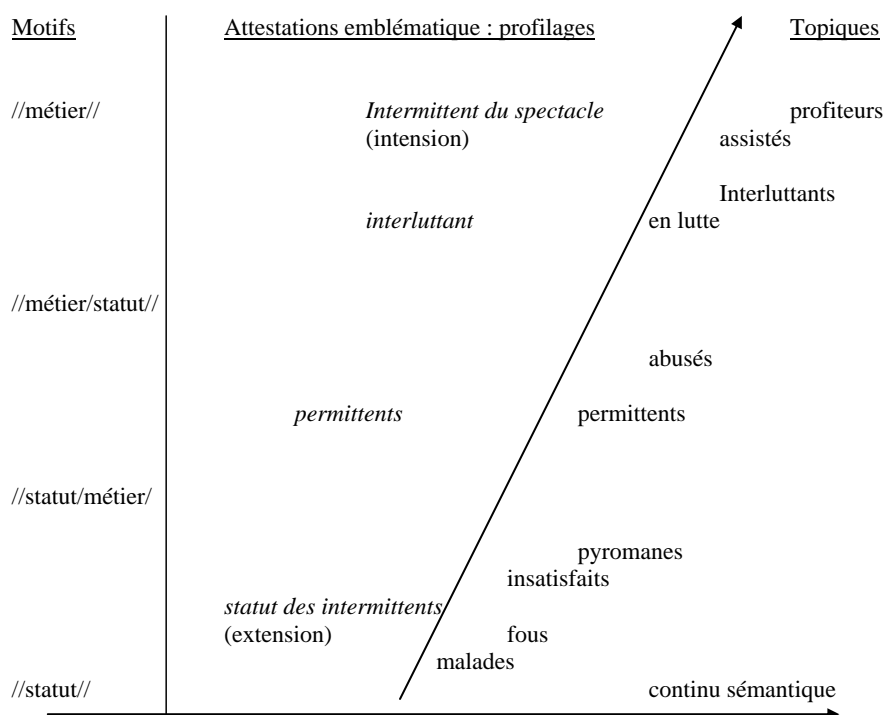 Motifs Attestations emblématique : profilages Topiques
//métier// Intermittent du spectacle profiteurs
(intension) assistés
Interluttants
interluttant en lutte
//métier/statut//
abusés
permittents permittents
//statut/métier/
pyromanes
insatisfaits
statut des intermittents
(extension) fous
malades
//statut// continu sémantique